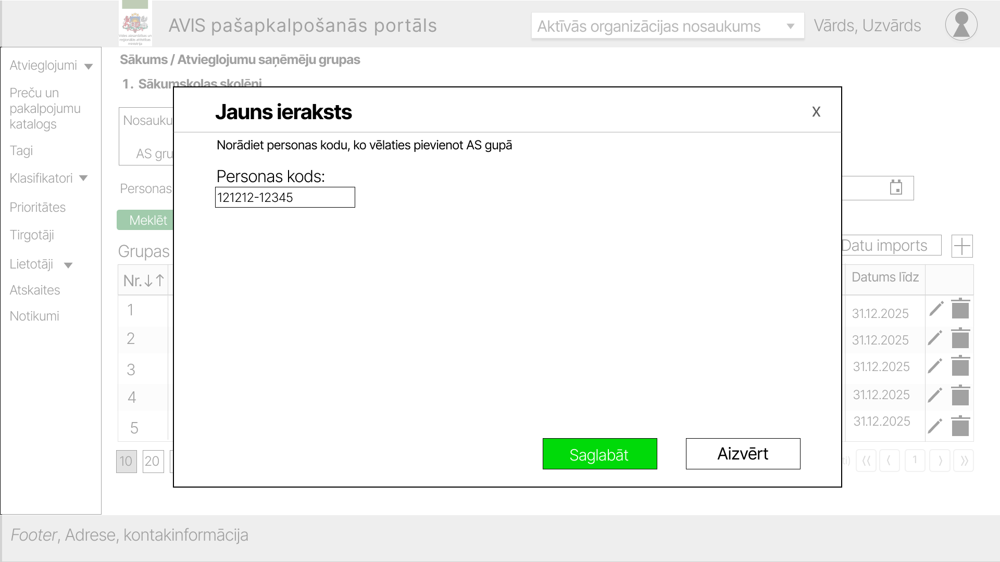 Vides aizsardzības un
reģionālās attīstības
ministrija
AVIS pašapkalpošanās portāls
Aktīvās organizācijas nosaukums
Vārds, Uzvārds
Atvieglojumi
Preču un
pakalpojumu
katalogs
Tagi
Klasifikatori
Prioritātes
Tirgotāji
Lietotāji
Atskaites
Notikumi
Sākums / Atvieglojumu saņēmēju grupas
1. Sākumskolas skolēni
Nosauku
AS gru
Personas
Meklēt
Grupas
Datu imports
Nr.↓↑
Datums līdz
1
31.12.2025
2
31.12.2025
3
31.12.2025
4
31.12.2025
5
31.12.2025
10
20
ti)
⟨⟨
⟨
1
⟩
⟩⟩
Jauns ieraksts
X
Norādiet personas kodu, ko vēlaties pievienot AS gupā
Personas kods:
121212-12345
Saglabāt
Aizvērt
Footer, Adrese, kontakinformācija